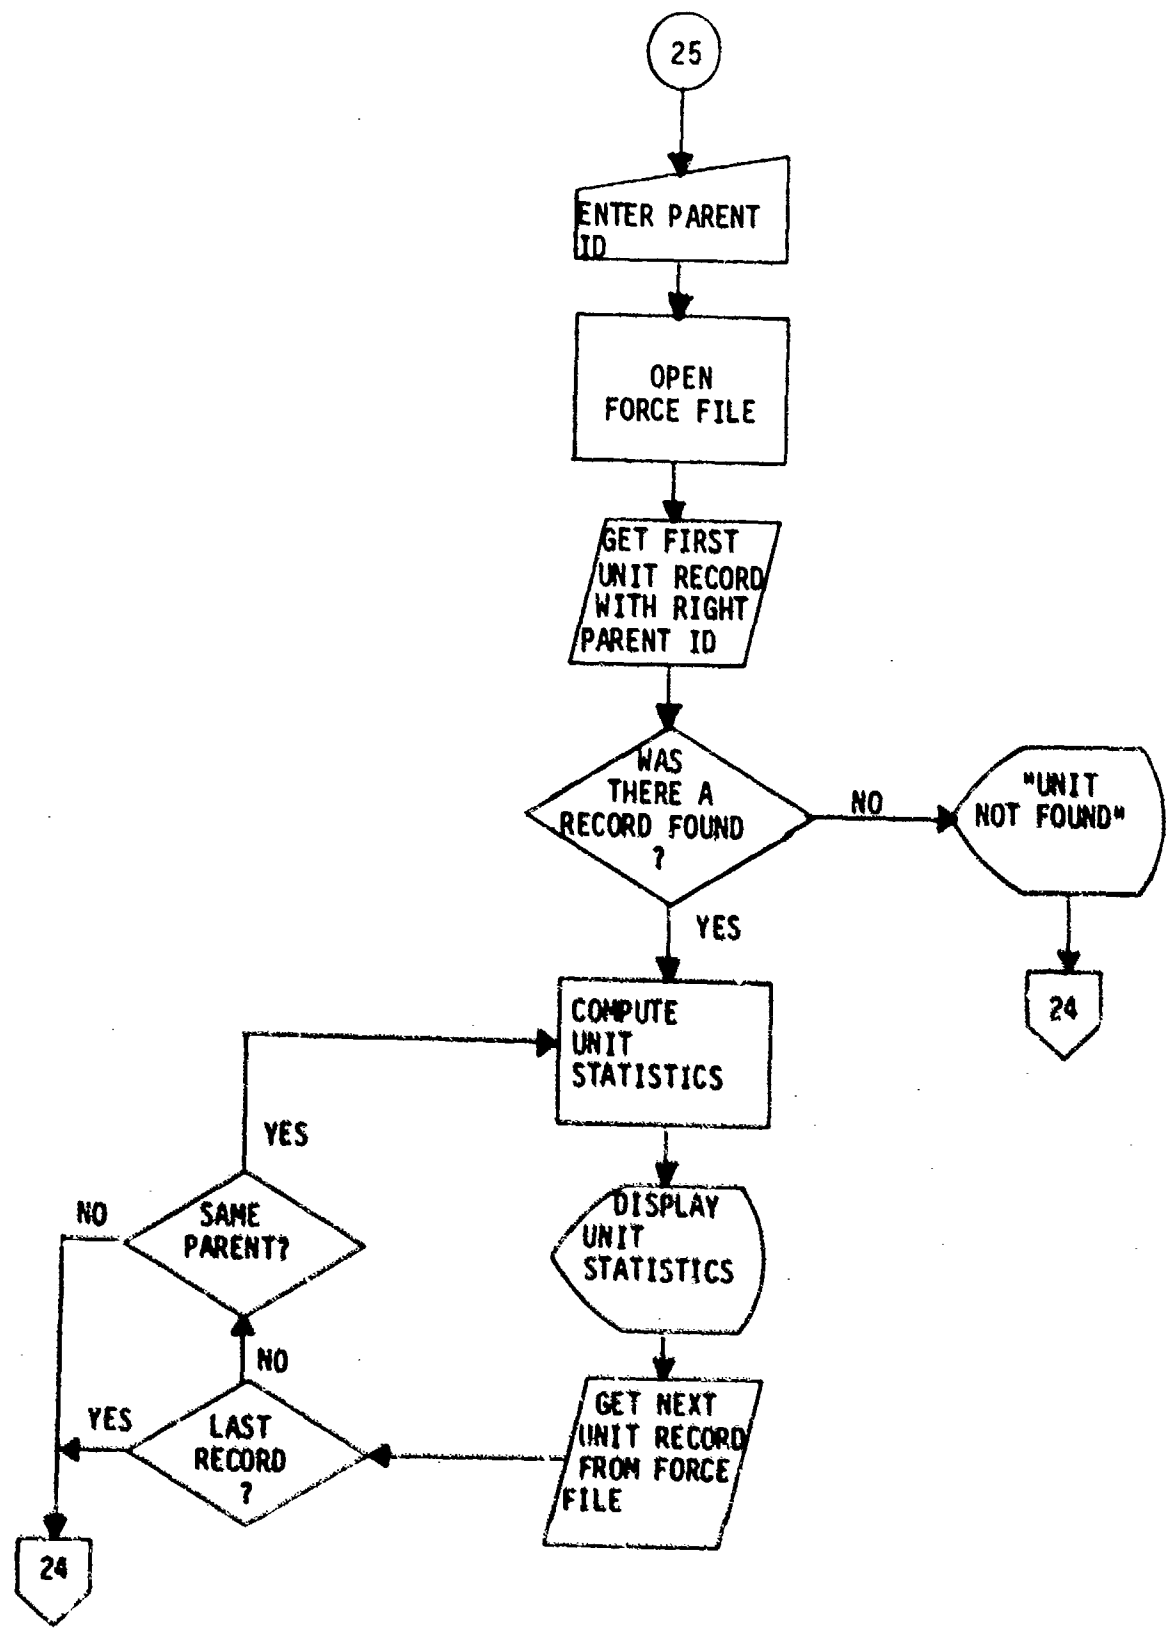 25
ENTER PARENT
ID
OPEN
FORCE FILE
GET FIRST
UNIT RECORD
WITH RIGHT
PARENT ID
WAS
THERE A
RECORD FOUND
?
NO
"UNIT
NOT FOUND"
24
YES
COMPUTE
UNIT
STATISTICS
DISPLAY
UNIT
STATISTICS
GET NEXT
UNIT RECORD
FROM FORCE
FILE
LAST
RECORD
?
YES
NO
SAME
PARENT?
YES
NO
24